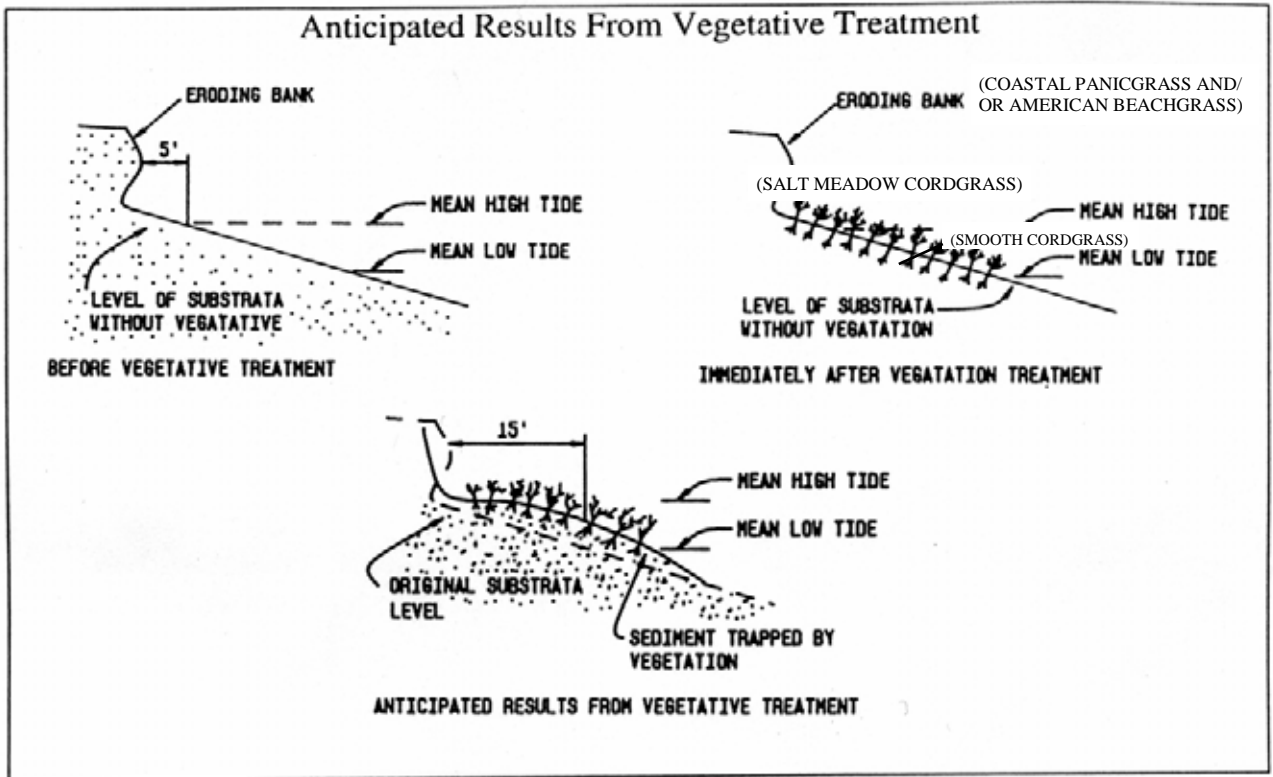 Anticipated Results From Vegetative Treatment
ERODING BANK
5'
MEAN HIGH TIDE
MEAN LOW TIDE
LEVEL OF SUBSTRATA
WITHOUT VEGATATIVE
BEFORE VEGETATIVE TREATMENT
ERODING BANK
(COASTAL PANICGRASS AND/
OR AMERICAN BEACHGRASS)
(SALT MEADOW CORDGRASS)
MEAN HIGH TIDE
(SMOOTH CORDGRASS)
MEAN LOW TIDE
LEVEL OF SUBSTRATA
WITHOUT VEGATATION
IMMEDIATELY AFTER VEGATATION TREATMENT
15'
MEAN HIGH TIDE
MEAN LOW TIDE
ORIGINAL SUBSTRATA
LEVEL
SEDIMENT TRAPPED BY
VEGETATION
ANTICIPATED RESULTS FROM VEGETATIVE TREATMENT